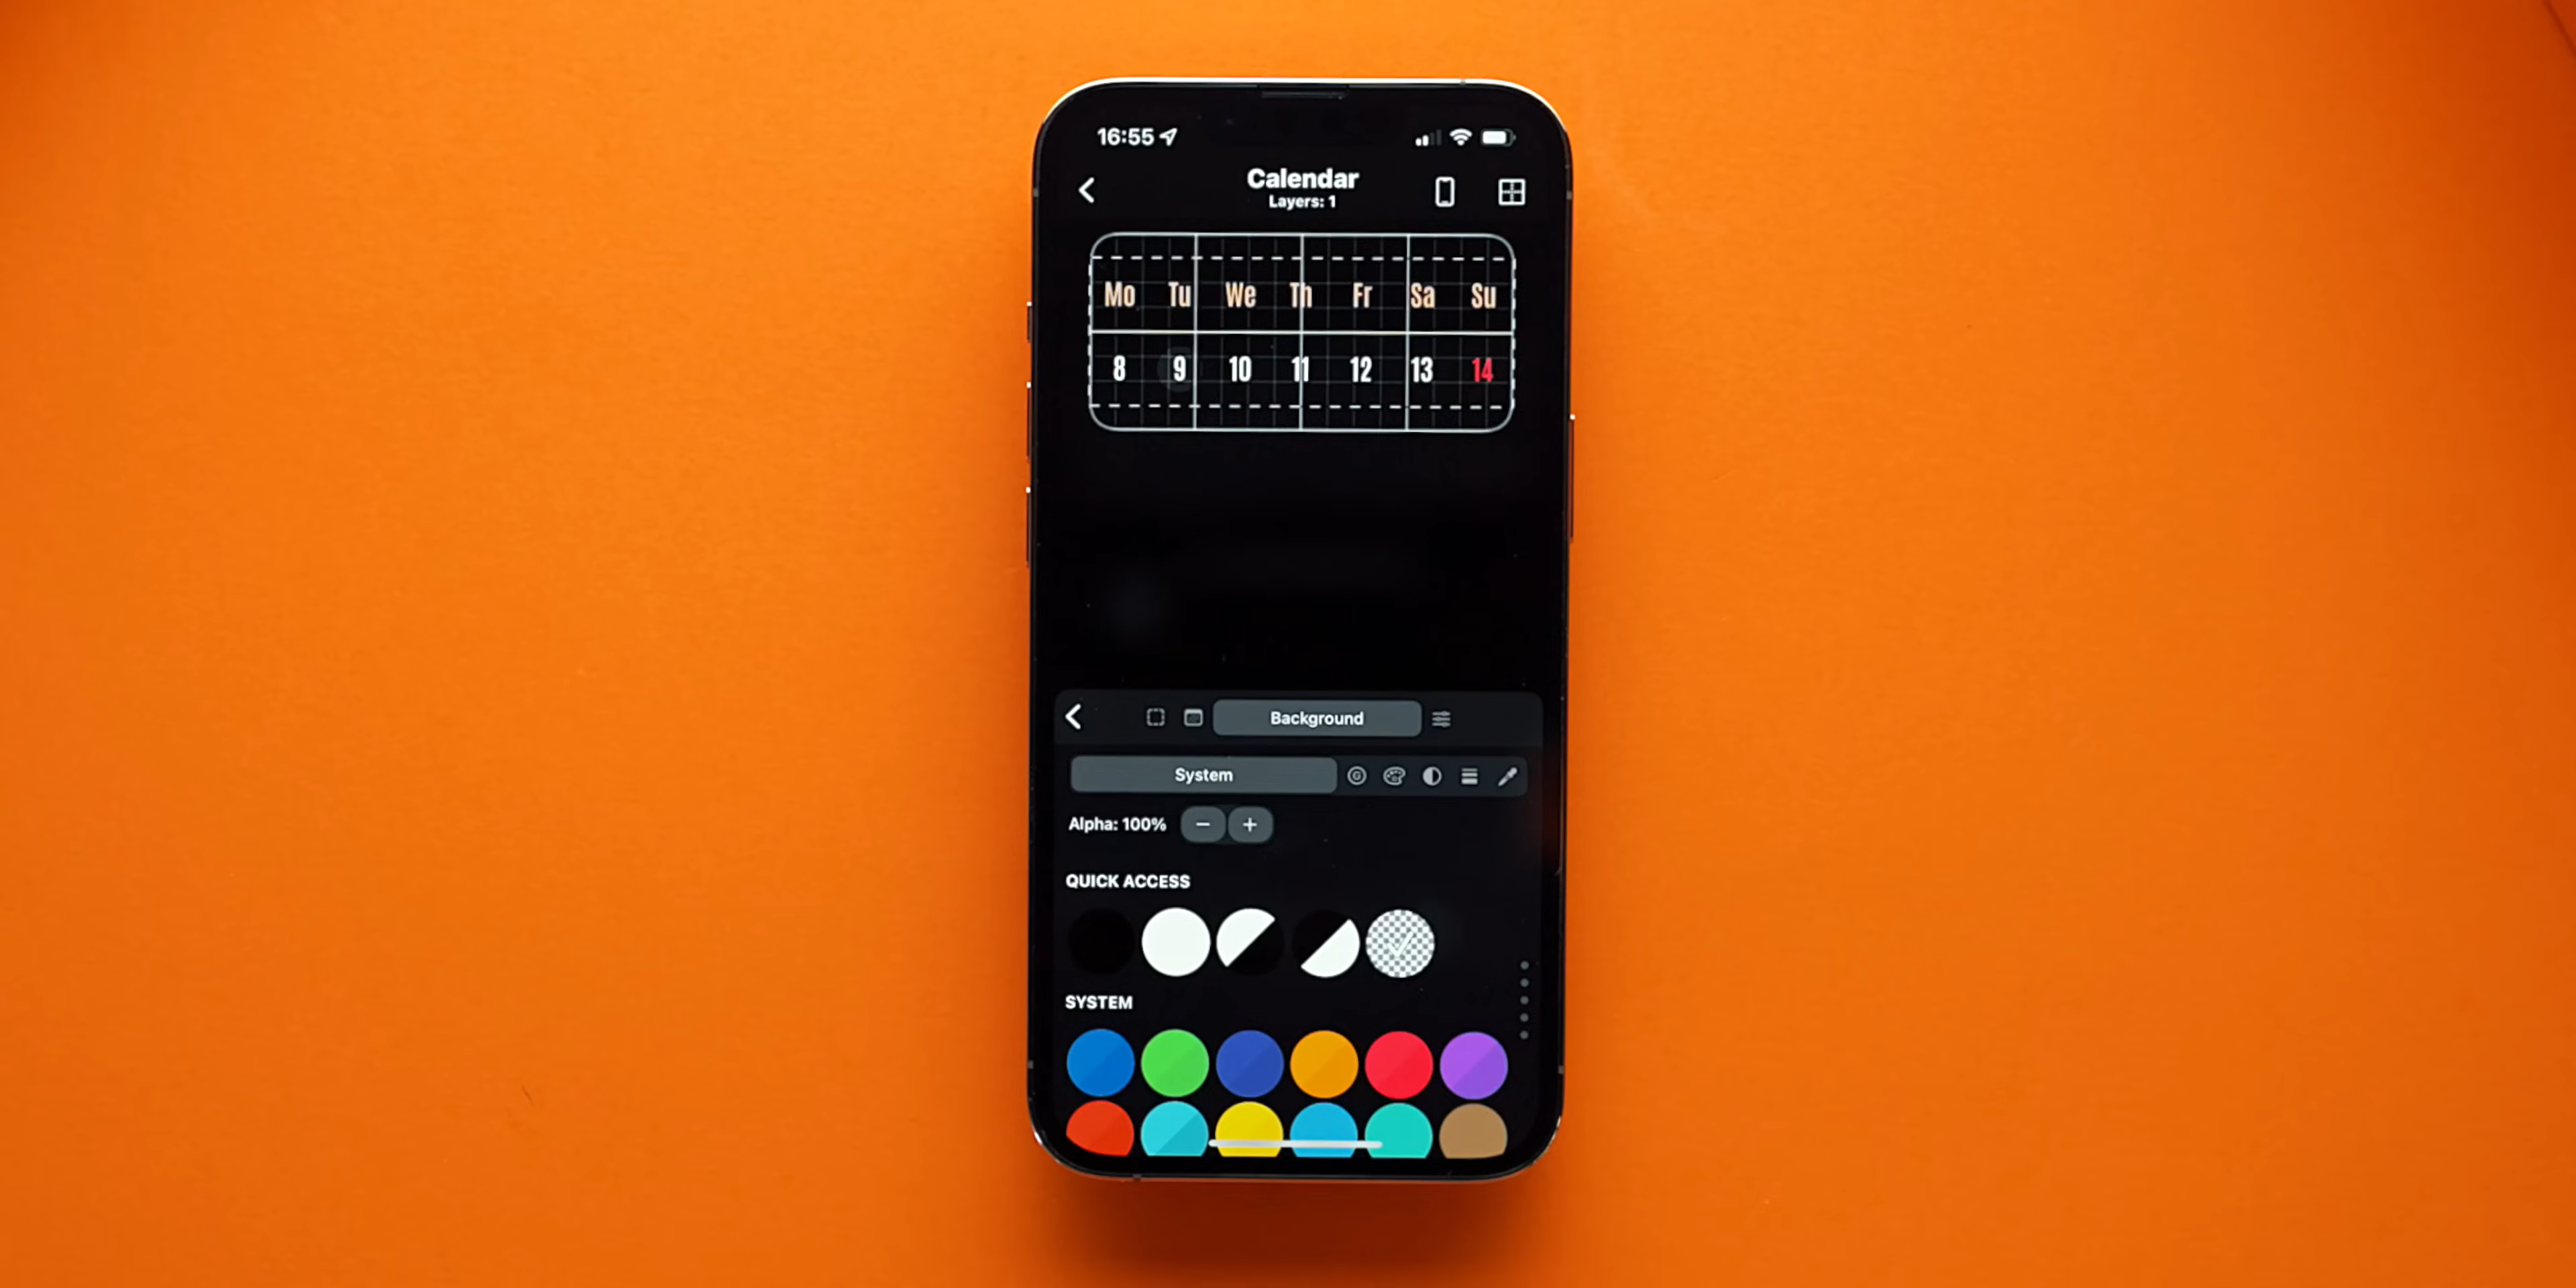 16:55
Calendar
Layers: 1
Mo Tu We Th Fr Sa Su
8 9 10 11 12 13 14
Background
System
Alpha: 100% − +
QUICK ACCESS
SYSTEM